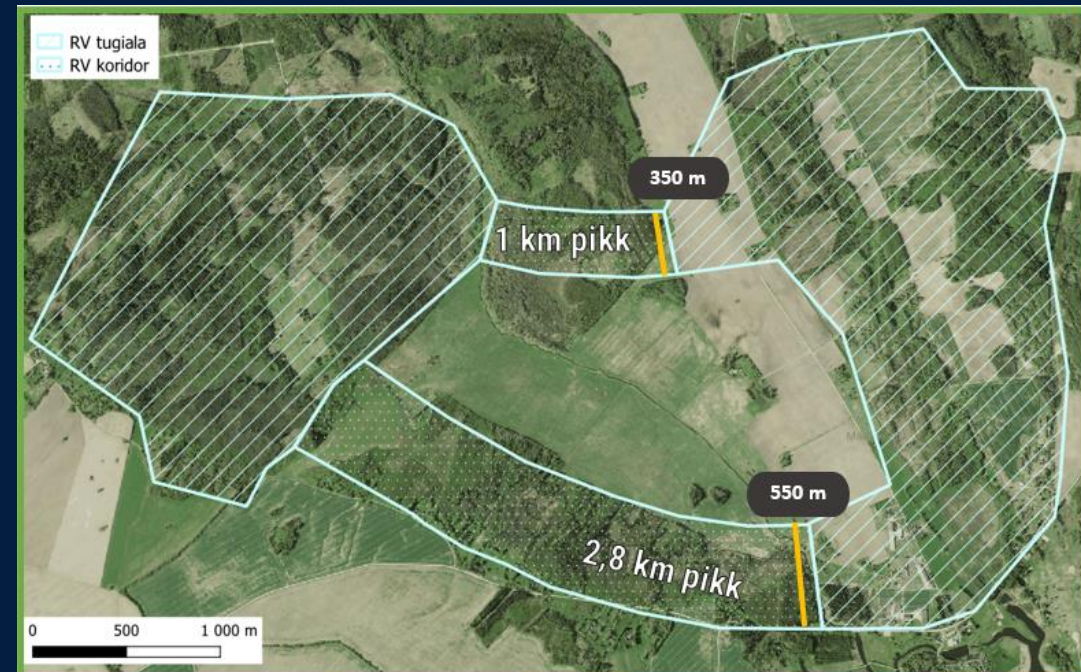 RV tugiala
RV koridor
350 m
1 km pikk
550 m
2,8 km pikk
0 500 1 000 m